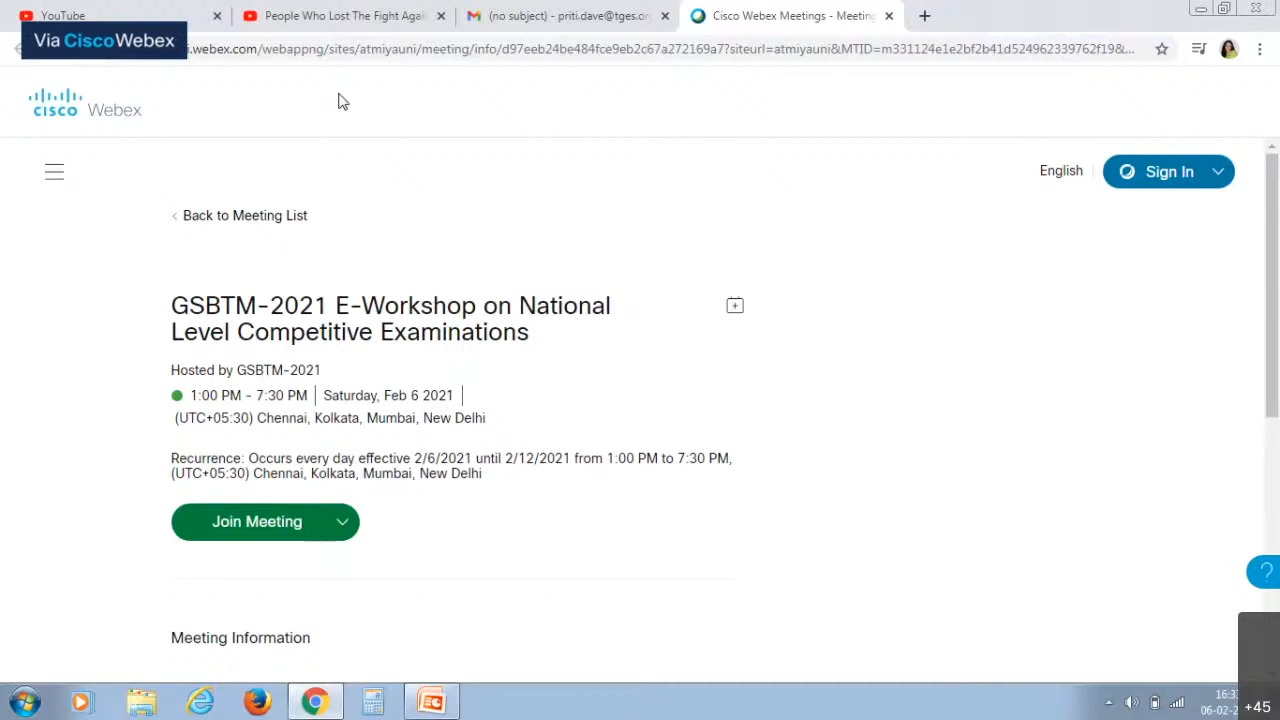 YouTube
People Who Lost The Fight Agai
(no subject) - priti.dave@tges.or
Cisco Webex Meetings - Meeting
Via CiscoWebex
.webex.com/webappng/sites/atmiyauni/meeting/info/d97eeb24be484fce9eb2c67a272169a7?siteurl=atmiyauni&MTID=m331124e1e2bf2b41d524962339762f19&...
cisco Webex
English
Sign In
Back to Meeting List
GSBTM-2021 E-Workshop on National
Level Competitive Examinations
Hosted by GSBTM-2021
1:00 PM - 7:30 PM | Saturday, Feb 6 2021 |
(UTC+05:30) Chennai, Kolkata, Mumbai, New Delhi
Recurrence: Occurs every day effective 2/6/2021 until 2/12/2021 from 1:00 PM to 7:30 PM,
(UTC+05:30) Chennai, Kolkata, Mumbai, New Delhi
Join Meeting
?
Meeting Information
16:3
06-02-2
+45